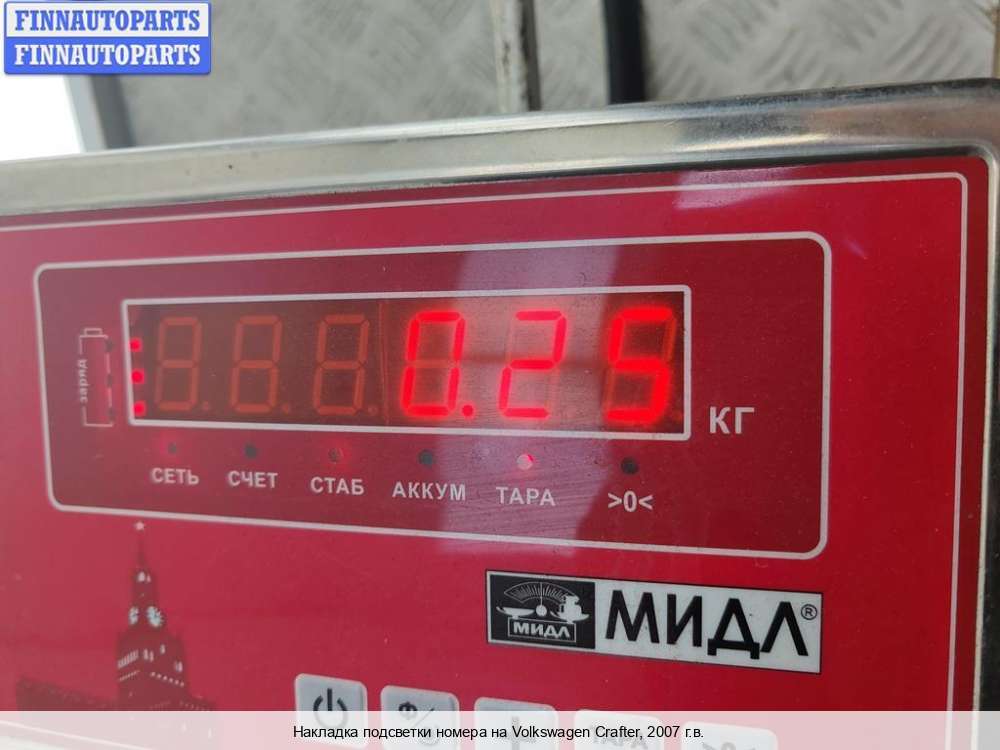 FINNAUTOPARTS
FINNAUTOPARTS
заряд
0.25
КГ
СЕТЬ СЧЕТ СТАБ АККУМ ТАРА >0<
МИДЛ МИДЛ®
ТАРА
Накладка подсветки номера на Volkswagen Crafter, 2007 г.в.